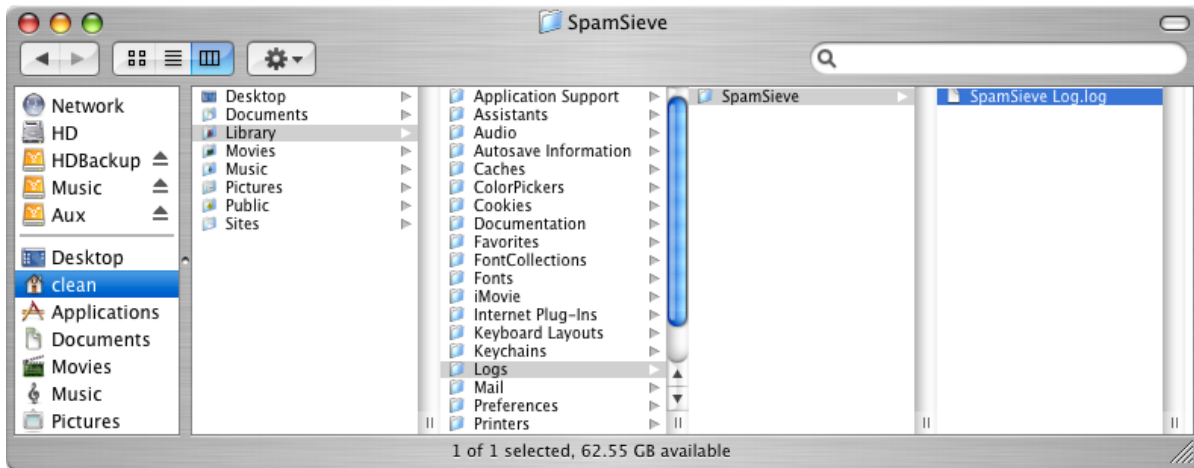 SpamSieve
Network
HD
HDBackup
Music
Aux
Desktop
clean
Applications
Documents
Movies
Music
Pictures
Desktop
Documents
Library
Movies
Music
Pictures
Public
Sites
Application Support
Assistants
Audio
Autosave Information
Caches
ColorPickers
Cookies
Documentation
Favorites
FontCollections
Fonts
iMovie
Internet Plug-Ins
Keyboard Layouts
Keychains
Logs
Mail
Preferences
Printers
SpamSieve
SpamSieve Log.log
1 of 1 selected, 62.55 GB available